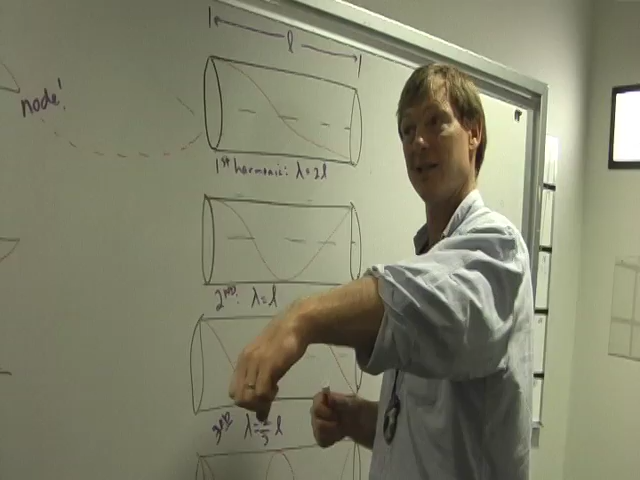 l
node!
1st harmonic: λ = 2l
2nd: λ = l
3rd λ = 2/3 l